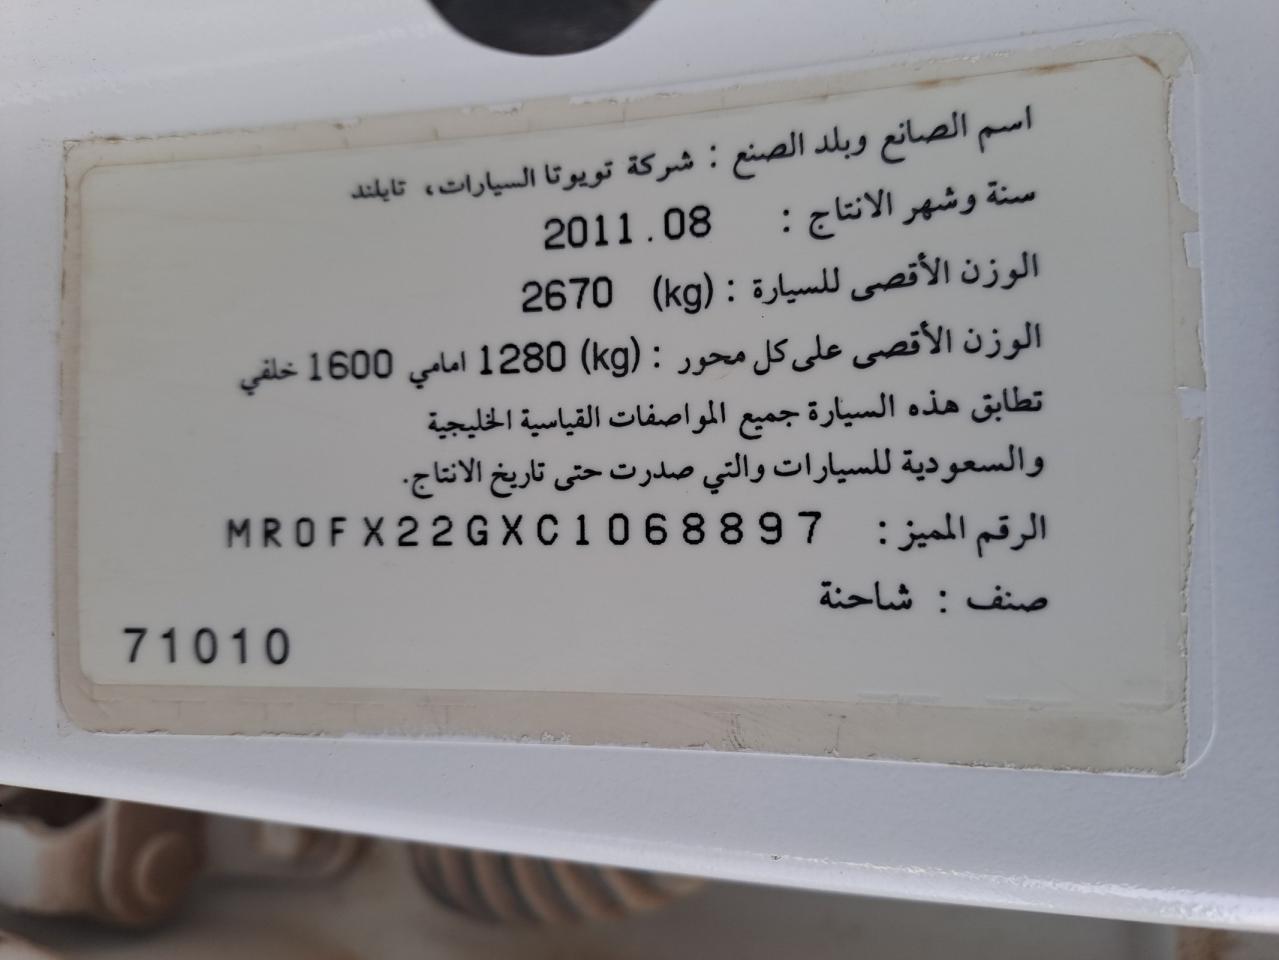 اسم الصانع وبلد الصنع : شركة تويوتا السيارات، تايلند
سنة وشهر الانتاج : 2011.08
الوزن الأقصى للسيارة : (kg) 2670
الوزن الأقصى على كل محور : (kg) 1280 امامي 1600 خلفي
تطابق هذه السيارة جميع المواصفات القياسية الخليجية
والسعودية للسيارات والتي صدرت حتى تاريخ الانتاج.
الرقم المميز : MR0FX22GXC1068897
صنف : شاحنة
71010